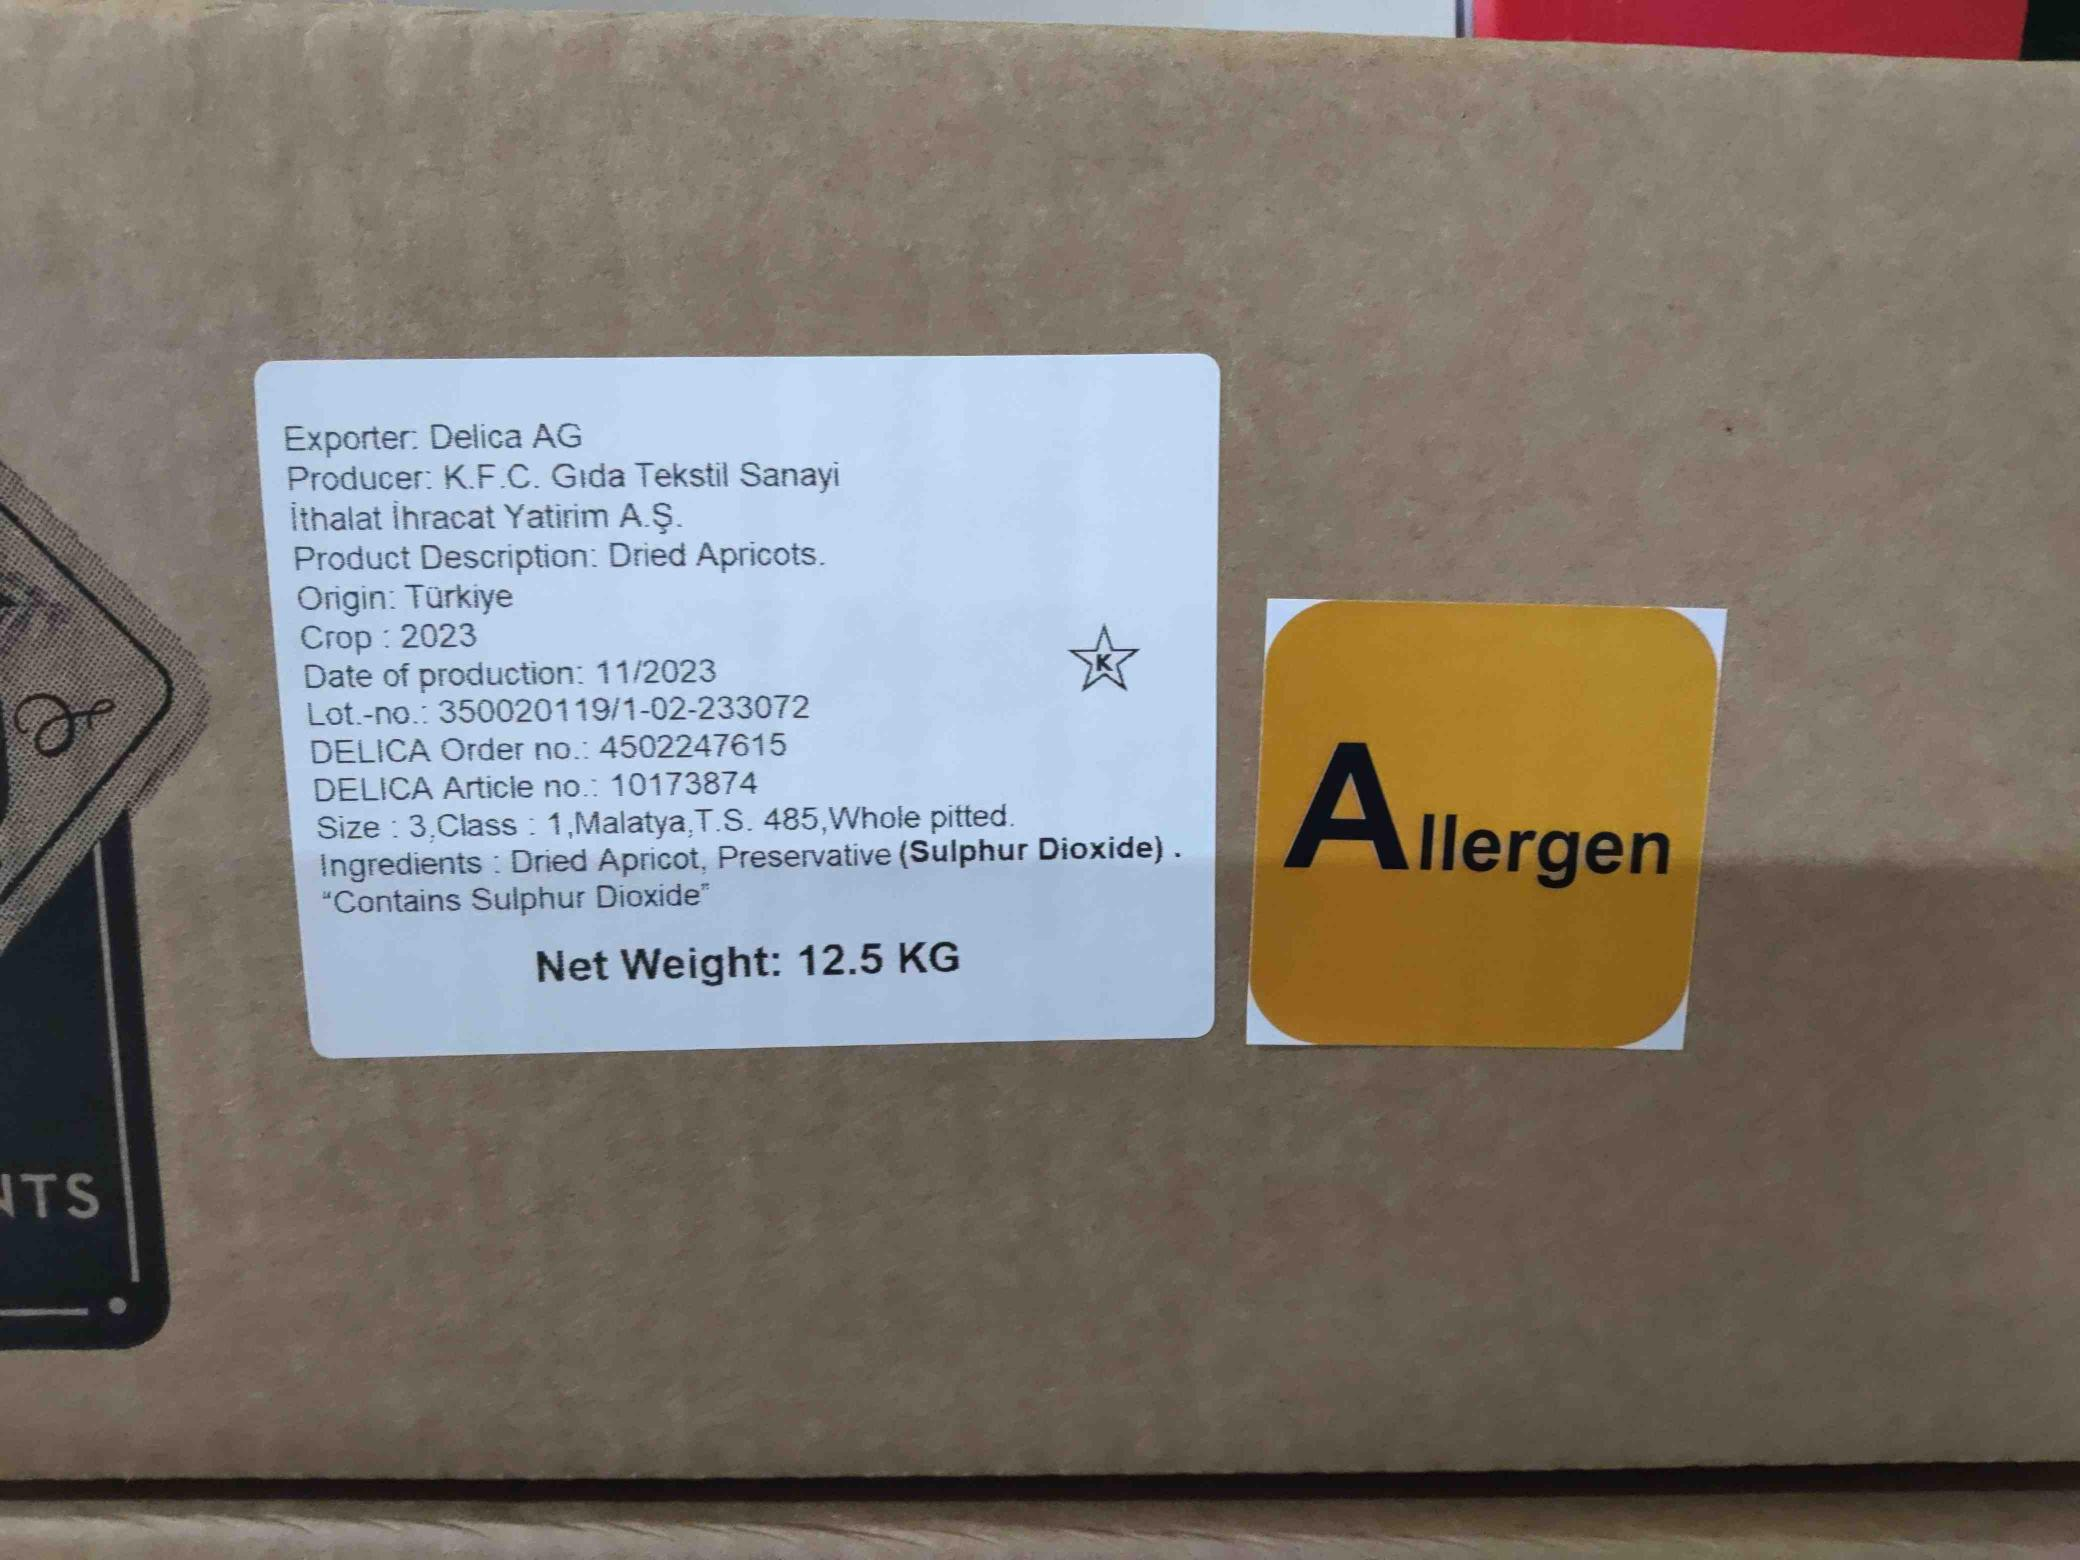 Exporter: Delica AG
Producer: K.F.C. Gıda Tekstil Sanayi
İthalat İhracat Yatirim A.Ş.
Product Description: Dried Apricots.
Origin: Türkiye
Crop : 2023
Date of production: 11/2023
Lot.-no.: 350020119/1-02-233072
DELICA Order no.: 4502247615
DELICA Article no.: 10173874
Size : 3,Class : 1,Malatya,T.S. 485,Whole pitted.
Ingredients : Dried Apricot, Preservative (Sulphur Dioxide) .
“Contains Sulphur Dioxide”
Net Weight: 12.5 KG
K
Allergen
NTS